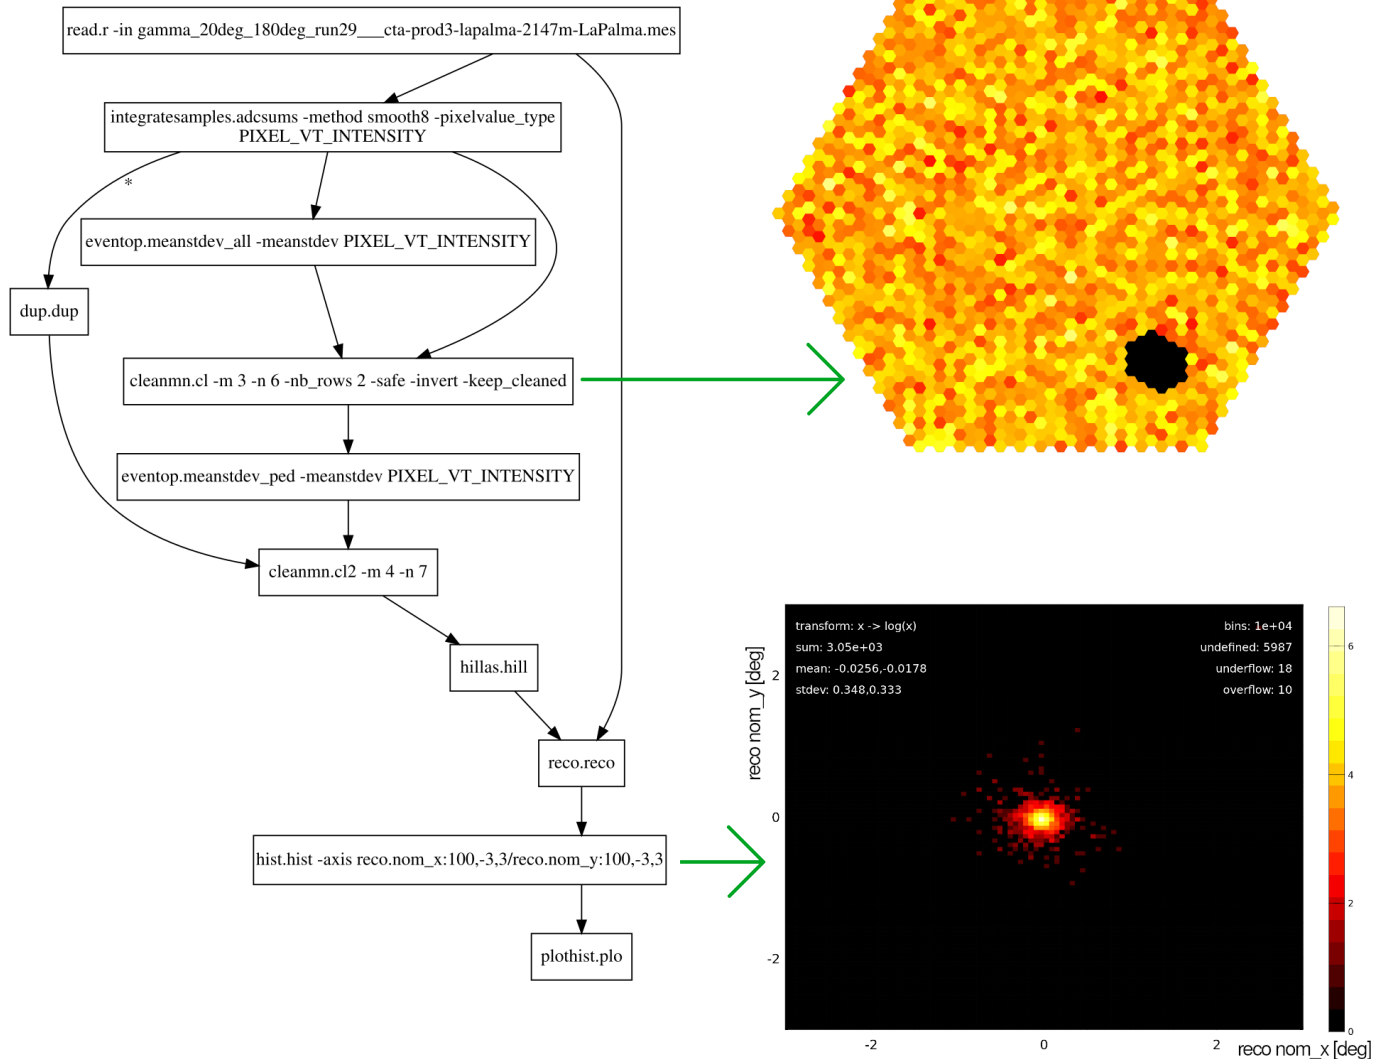 read.r -in gamma_20deg_180deg_run29___cta-prod3-lapalma-2147m-LaPalma.mes
integratesamples.adcsums -method smooth8 -pixelvalue_type
PIXEL_VT_INTENSITY
*
eventop.meanstdev_all -meanstdev PIXEL_VT_INTENSITY
dup.dup
cleanmn.cl -m 3 -n 6 -nb_rows 2 -safe -invert -keep_cleaned
eventop.meanstdev_ped -meanstdev PIXEL_VT_INTENSITY
cleanmn.cl2 -m 4 -n 7
hillas.hill
reco.reco
hist.hist -axis reco.nom_x:100,-3,3/reco.nom_y:100,-3,3
plothist.plo
transform: x -> log(x)
sum: 3.05e+03
mean: -0.0256,-0.0178
stdev: 0.348,0.333
bins: 1e+04
undefined: 5987
underflow: 18
overflow: 10
reco nom_y [deg]
2
0
-2
-2
0
2
reco nom_x [deg]
6
4
2
0